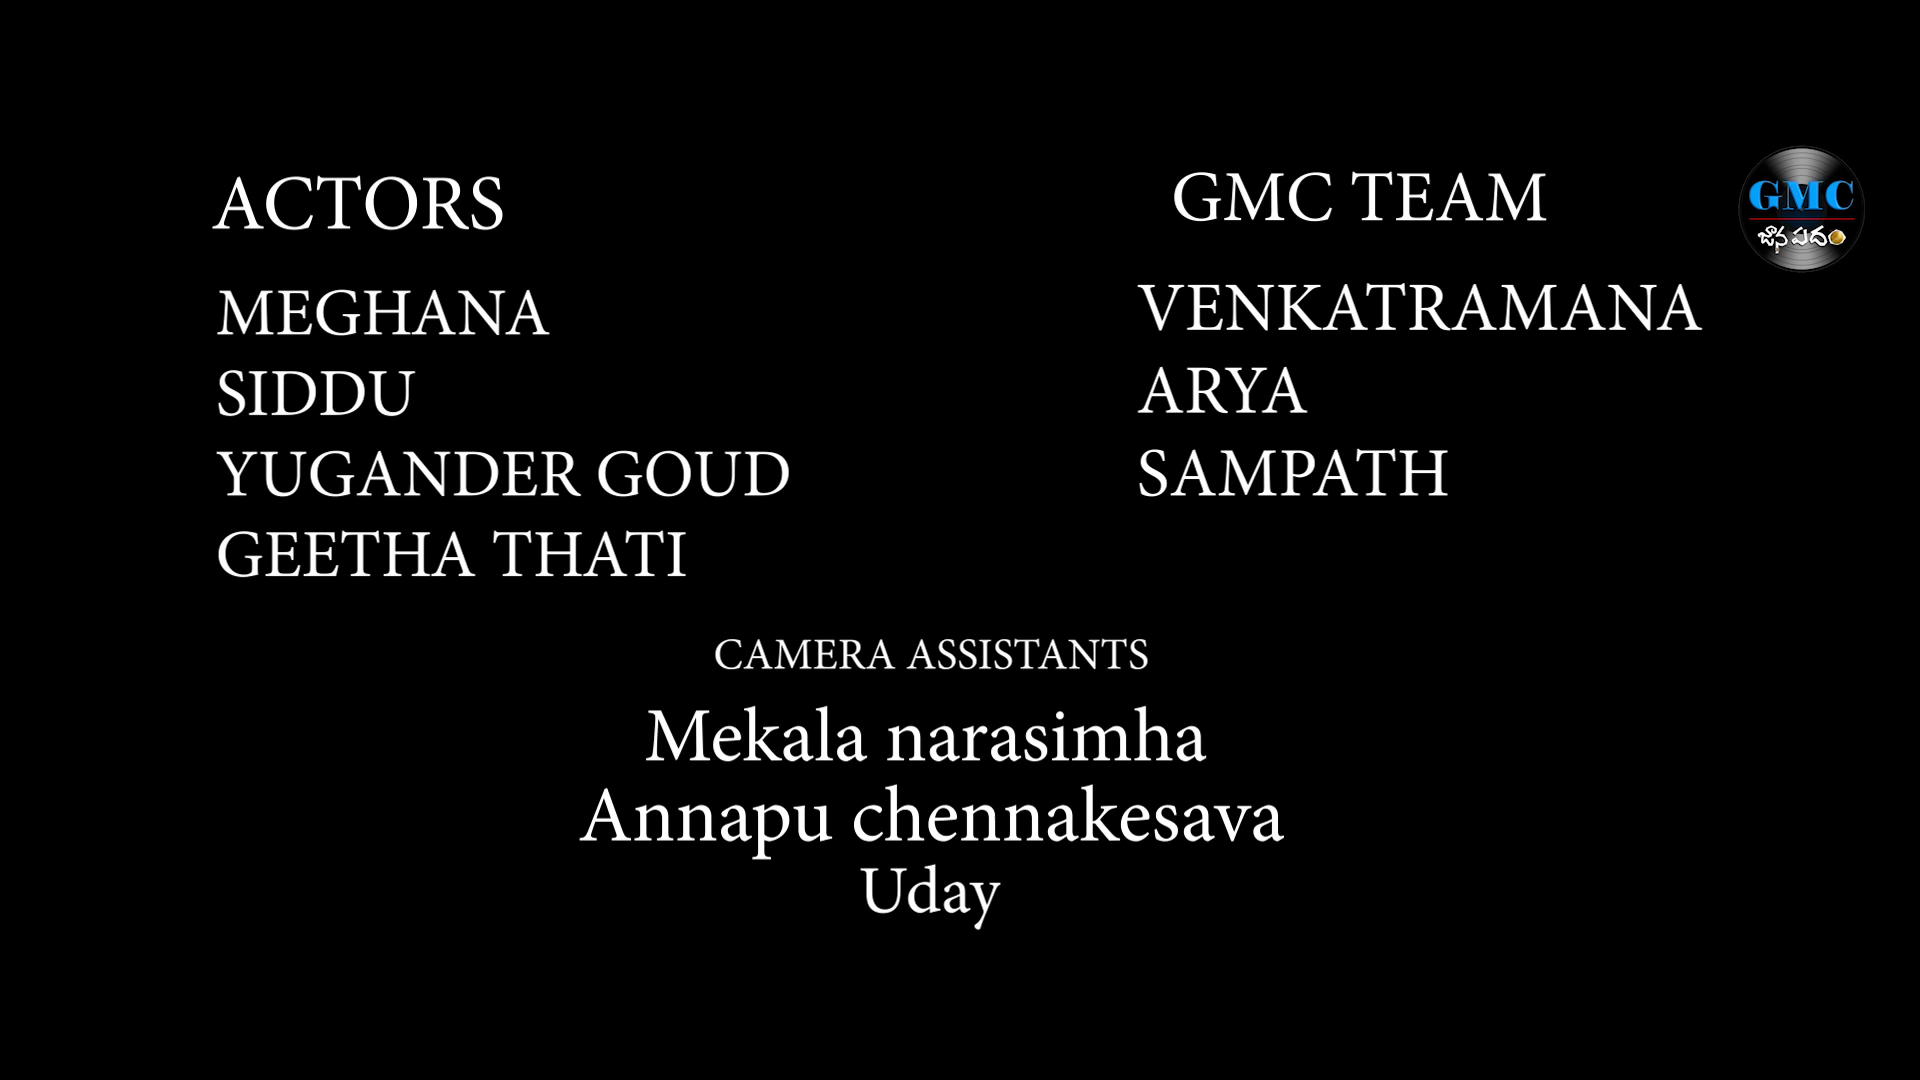 ACTORS
MEGHANA
SIDDU
YUGANDER GOUD
GEETHA THATI
GMC TEAM
VENKATRAMANA
ARYA
SAMPATH
GMC
జానపదం
CAMERA ASSISTANTS
Mekala narasimha
Annapu chennakesava
Uday